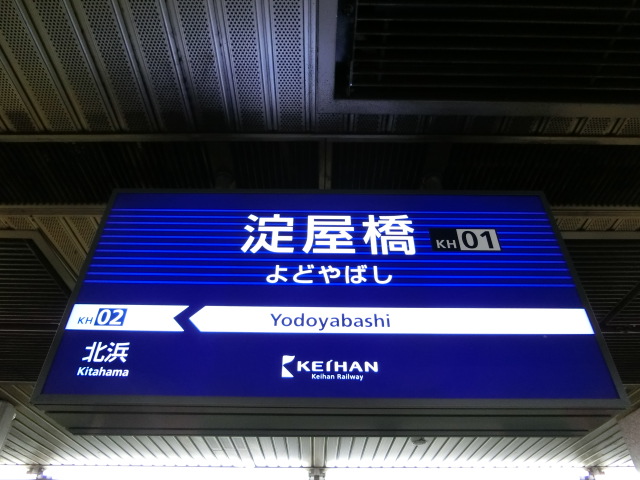 淀屋橋 KH 01
よどやばし
KH 02
Yodoyabashi
北浜
Kitahama
KEIHAN
Keihan Railway